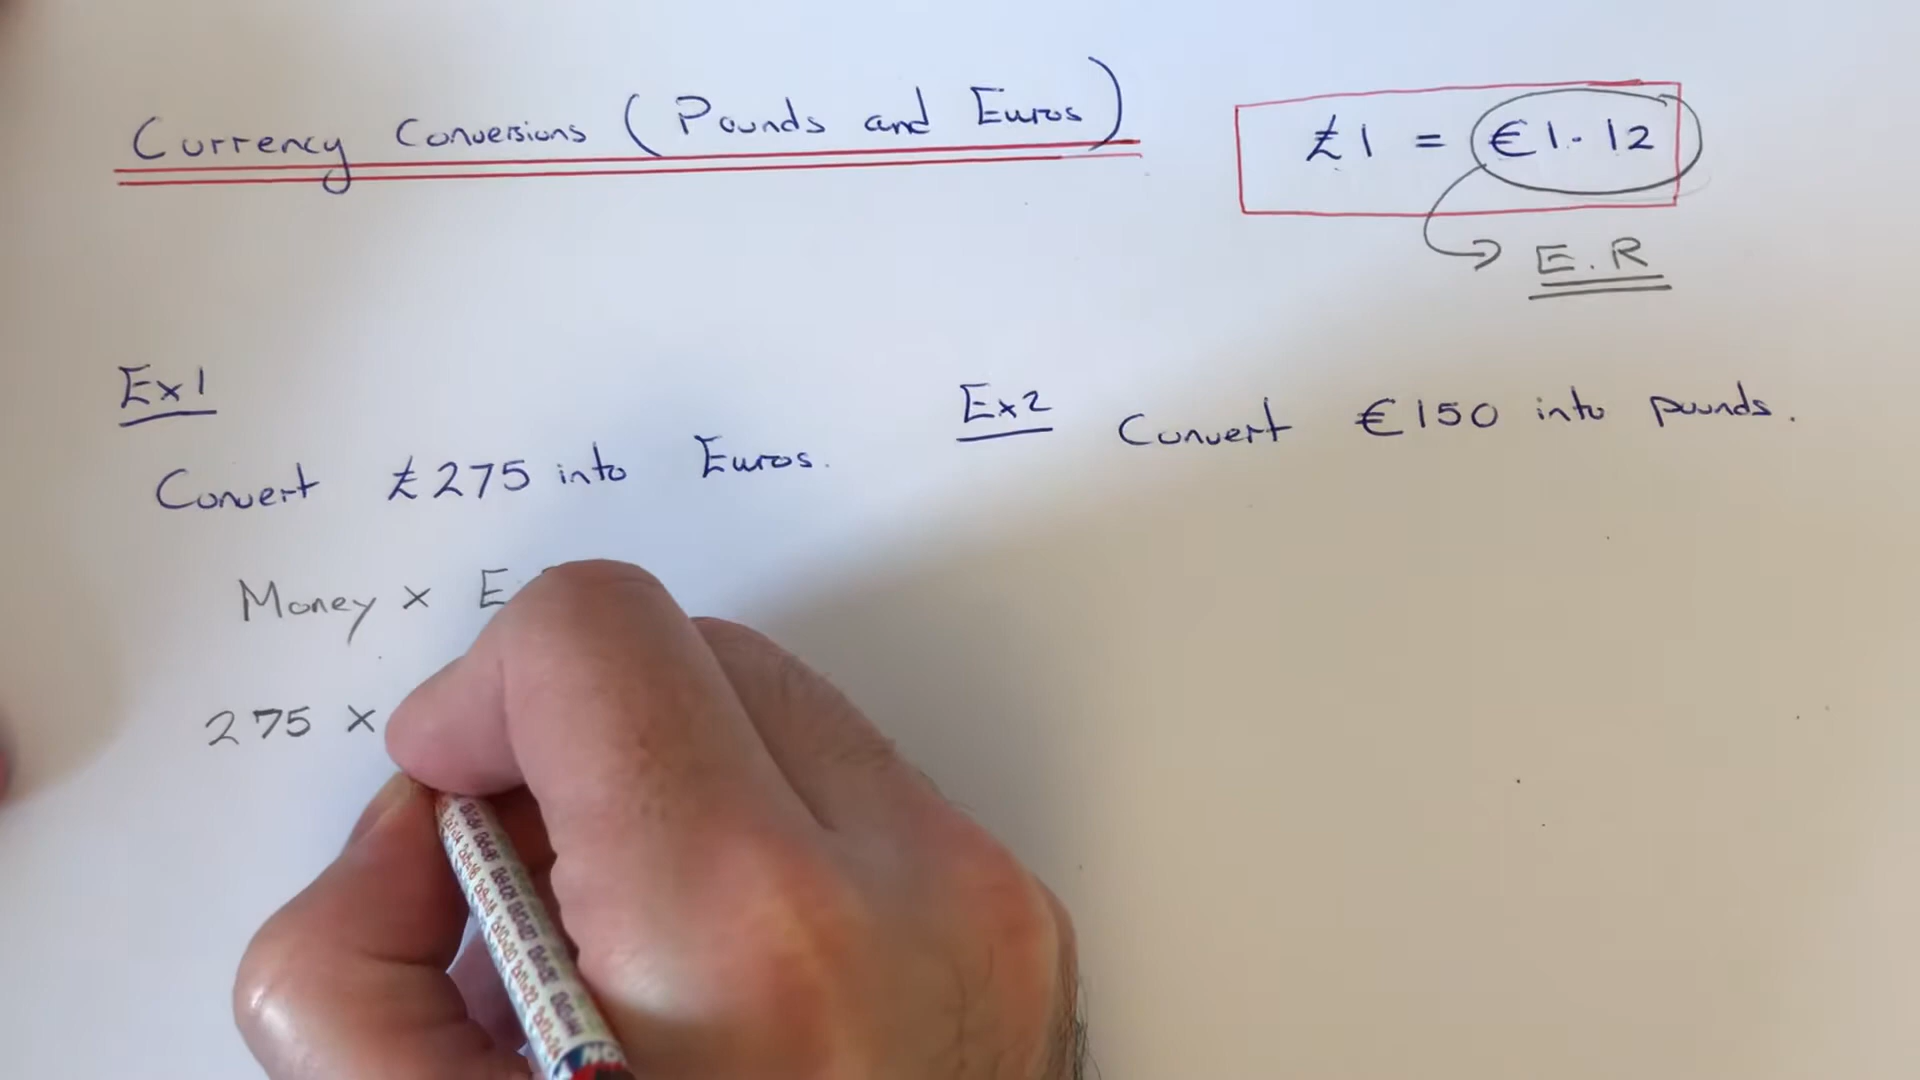 Currency Conversions (Pounds and Euros)
£1 = €1.12
E.R
Ex1
Convert £275 into Euros.
Ex2 Convert €150 into pounds.
Money × E.
275 ×